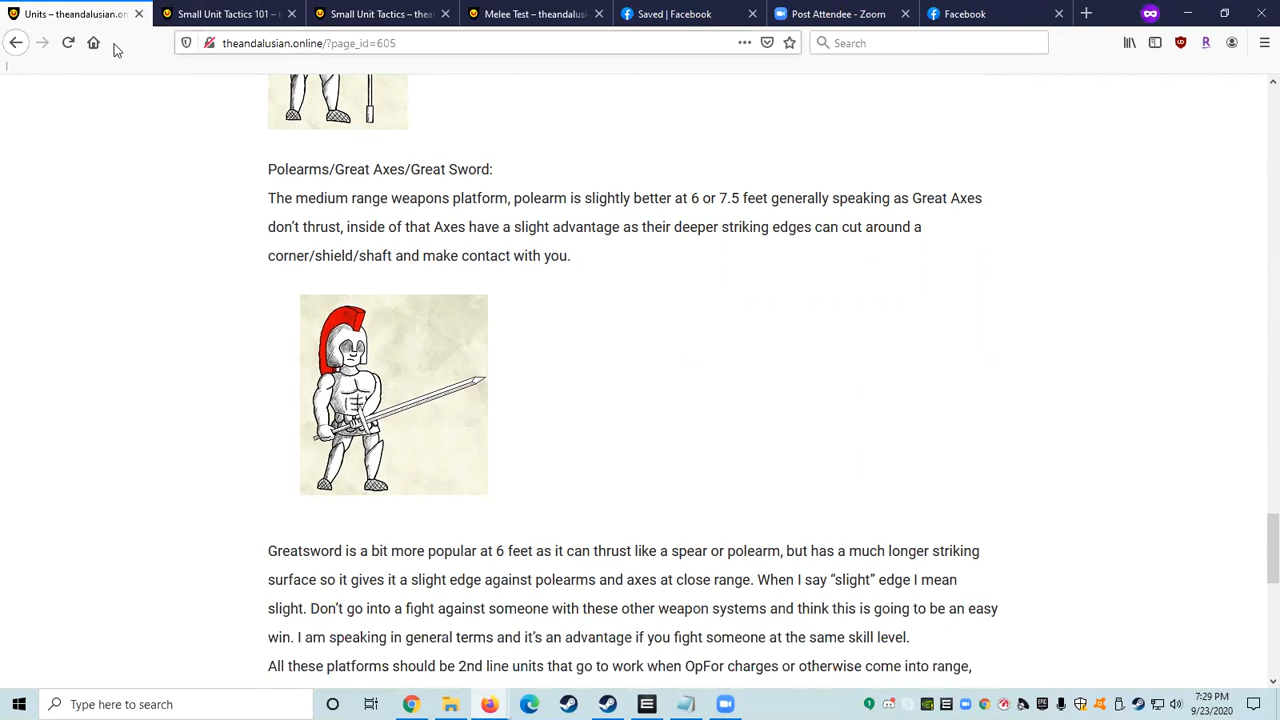 Units – theandalusian.on
Small Unit Tactics 101 –
Small Unit Tactics – thea
Melee Test – theandalus
Saved | Facebook
Post Attendee - Zoom
Facebook
theandalusian.online/?page_id=605
Search
Polearms/Great Axes/Great Sword:
The medium range weapons platform, polearm is slightly better at 6 or 7.5 feet generally speaking as Great Axes
don’t thrust, inside of that Axes have a slight advantage as their deeper striking edges can cut around a
corner/shield/shaft and make contact with you.
Greatsword is a bit more popular at 6 feet as it can thrust like a spear or polearm, but has a much longer striking
surface so it gives it a slight edge against polearms and axes at close range. When I say “slight” edge I mean
slight. Don’t go into a fight against someone with these other weapon systems and think this is going to be an easy
win. I am speaking in general terms and it’s an advantage if you fight someone at the same skill level.
All these platforms should be 2nd line units that go to work when OpFor charges or otherwise come into range,
Type here to search
7:29 PM
9/23/2020